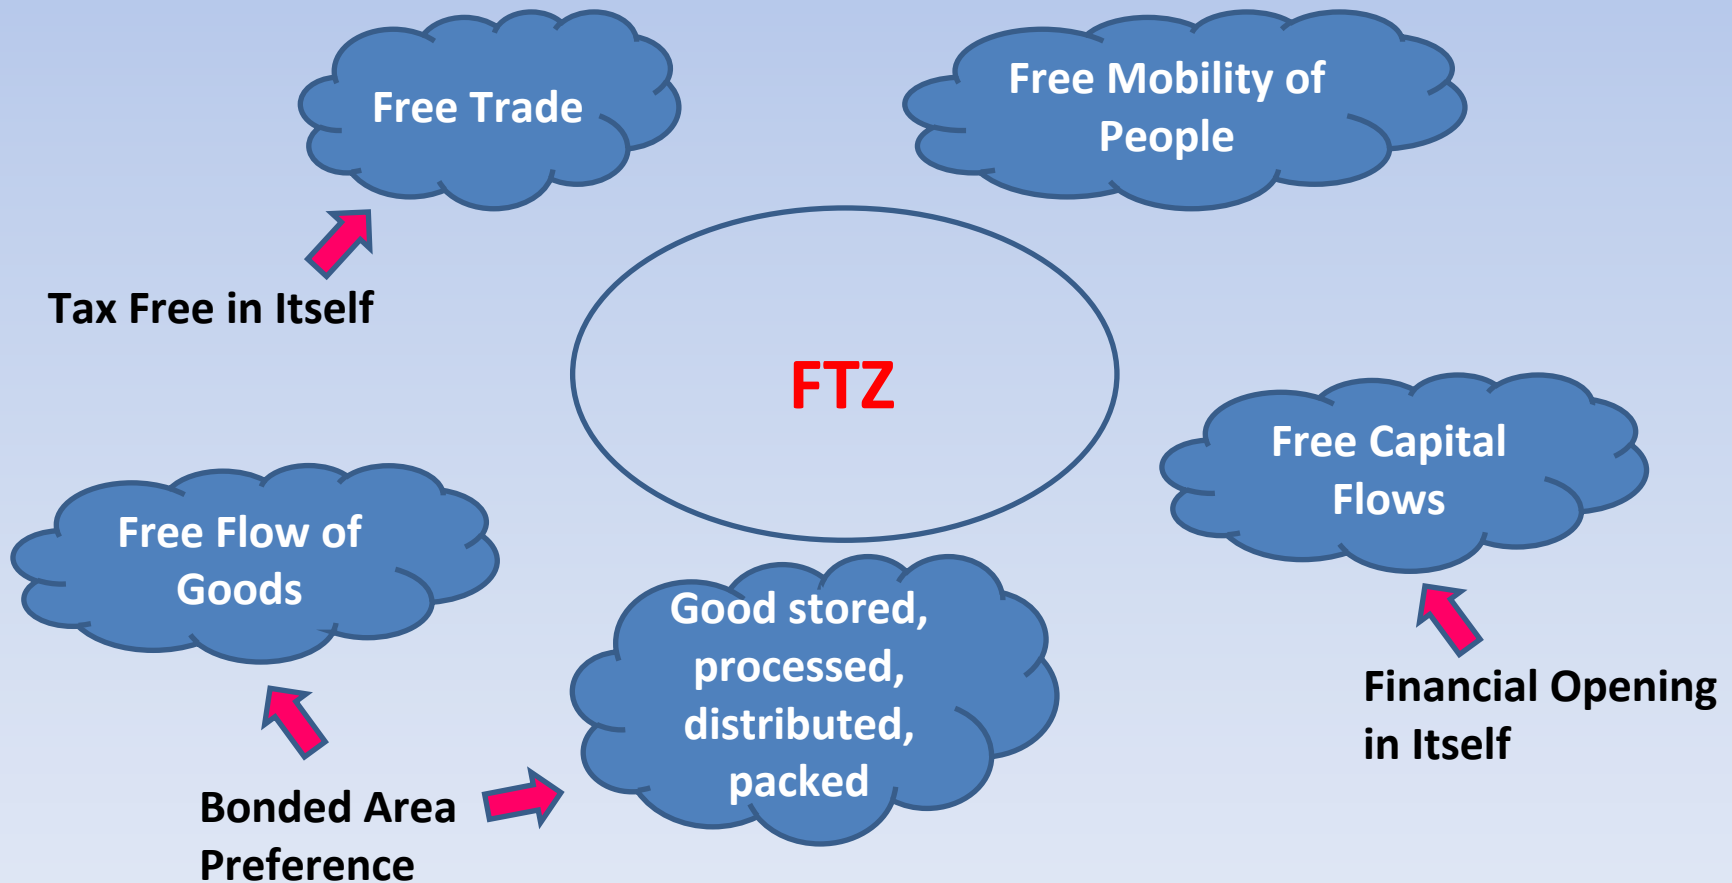 Free Trade
Free Mobility of
People
Tax Free in Itself
FTZ
Free Capital
Flows
Free Flow of
Goods
Good stored,
processed,
distributed,
packed
Financial Opening
in Itself
Bonded Area
Preference